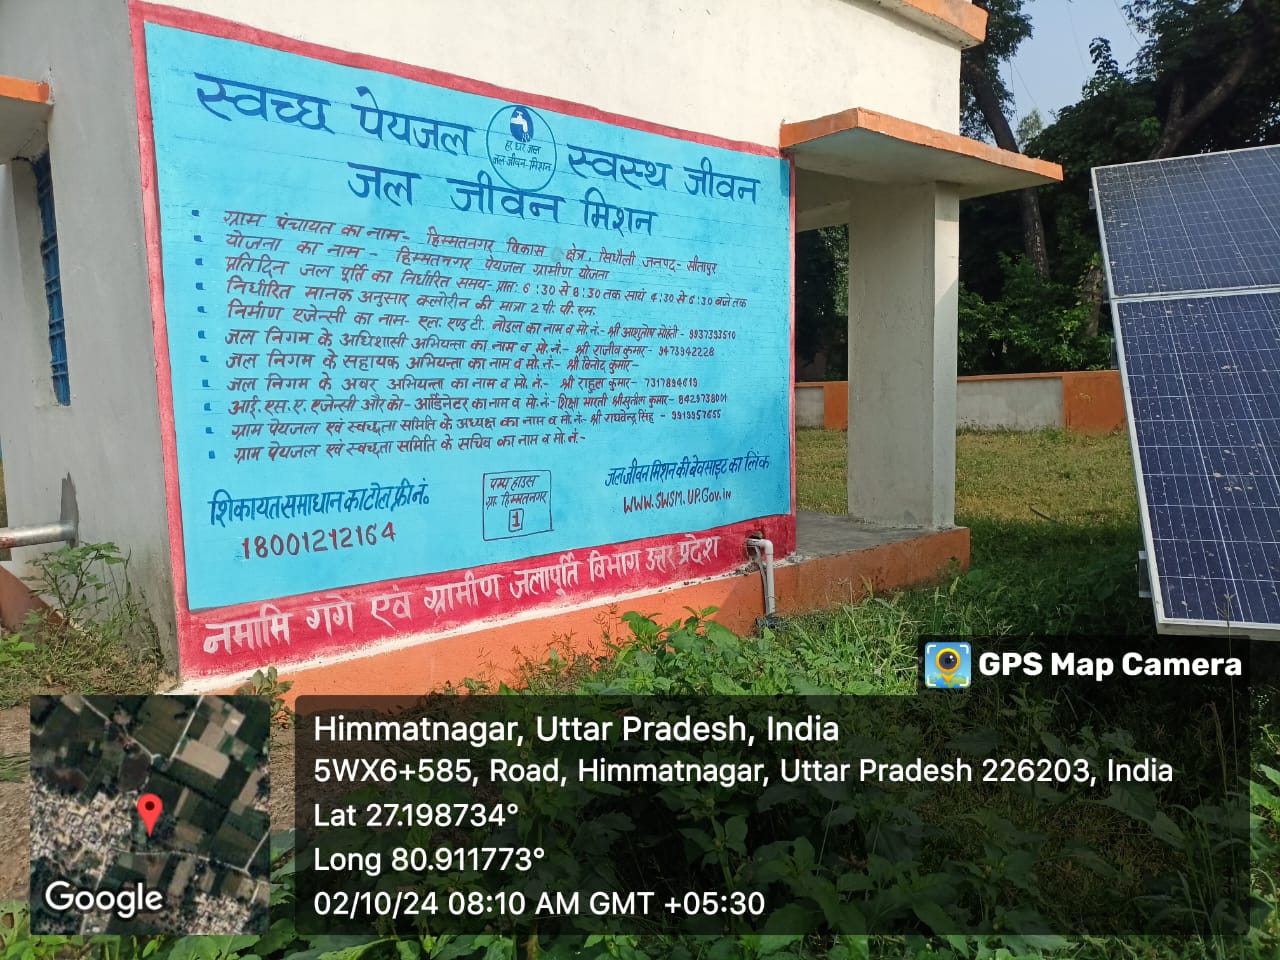 स्वच्छ पेयजल स्वस्थ जीवन
हर घर जल
जल जीवन-मिशन
जल जीवन मिशन
ग्राम पंचायत का नाम- हिम्मतनगर विकास क्षेत्र, सिधौली जनपद- सीतापुर
योजना का नाम - हिम्मतनगर पेयजल ग्रामीण योजना
प्रतिदिन जल पूर्ति का निर्धारित समय- प्रात: 6:30 से 8:30 तक सायं 4:30 से 6:30 बजे तक
निर्धारित मानक अनुसार क्लोरीन की मात्रा 2 पी. पी. एम.
निर्माण एजेन्सी का नाम- एल. एण्ड टी. नोडल का नाम व मो. नं:- श्री आशुतोष मोहंती - 9937393510
जल निगम के अधिशासी अभियन्ता का नाम व मो. नं:- श्री राजीव कुमार - 9473942228
जल निगम के सहायक अभियन्ता का नाम व मो. नं:- श्री विनोद कुमार-
जल निगम के अवर अभियन्ता का नाम व मो. नं.- श्री राहुल कुमार- 7317894619
आई. एस. ए. एजेन्सी और को- आर्डिनेटर का नाम व मो. नं- शिक्षा भारती श्री सुनील कुमार- 8429738001
ग्राम पेयजल एवं स्वच्छता समिति के अध्यक्ष का नाम व मो. नं:- श्री राघवेन्द्र सिंह - 9919957655
ग्राम पेयजल एवं स्वच्छता समिति के सचिव का नाम व मो. नं.-
शिकायत समाधान का टोल फ्री नं.
18001212164
पम्प हाउस
ग्रा. हिम्मतनगर
1
जल जीवन मिशन की वेबसाइट का लिंक
WWW.SWSM.UP.Gov.in
नमामि गंगे एवं ग्रामीण जलापूर्ति विभाग उत्तर प्रदेश
GPS Map Camera
Himmatnagar, Uttar Pradesh, India
5WX6+585, Road, Himmatnagar, Uttar Pradesh 226203, India
Lat 27.198734°
Long 80.911773°
02/10/24 08:10 AM GMT +05:30
Google